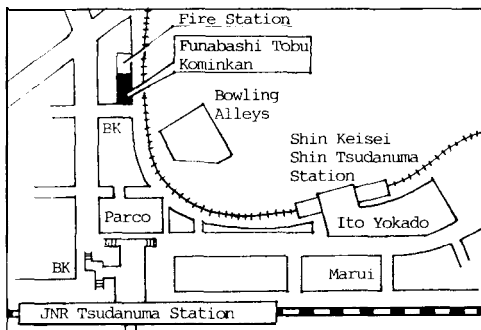 Fire Station
Funabashi Tobu
Kominkan
Bowling
Alleys
BK
Shin Keisei
Shin Tsudanuma
Station
Parco
Ito Yokado
BK
Marui
JNR Tsudanuma Station